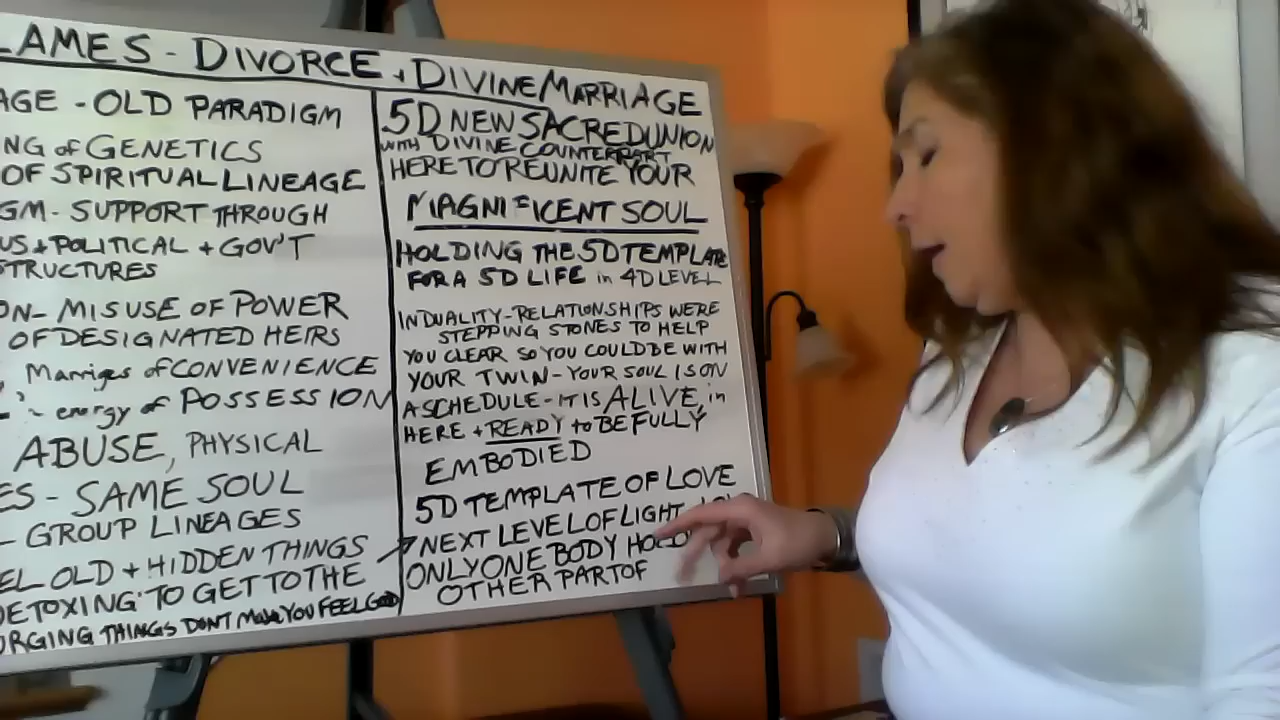 LAMES - DIVORCE + DIVINE MARRIAGE
AGE - OLD PARADIGM
NG of GENETICS
OF SPIRITUAL LINEAGE
GM - SUPPORT THROUGH
US + POLITICAL + GOV'T
STRUCTURES
ON - MISUSE OF POWER
OF DESIGNATED HEIRS
Marriges of CONVENIENCE
energy of POSSESSION
ABUSE, PHYSICAL
ES - SAME SOUL
GROUP LINEAGES
EL OLD + HIDDEN THINGS
DETOXING TO GET TO THE
URGING THINGS DON'T Make YOU FEEL GOOD
5D NEW SACRED UNION
WITH DIVINE COUNTERPART
HERE TO REUNITE YOUR
MAGNIFICENT SOUL
HOLDING THE 5D TEMPLATE
FOR A 5D LIFE in 4D LEVEL
IN DUALITY - RELATIONSHIPS WERE
STEPPING STONES TO HELP
YOU CLEAR SO YOU COULD BE WITH
YOUR TWIN - YOUR SOUL IS ON
A SCHEDULE - IT IS ALIVE in
HERE + READY to BE FULLY
EMBODIED
5D TEMPLATE OF LOVE
NEXT LEVEL OF LIGHT
ONLY ONE BODY
OTHER PART OF